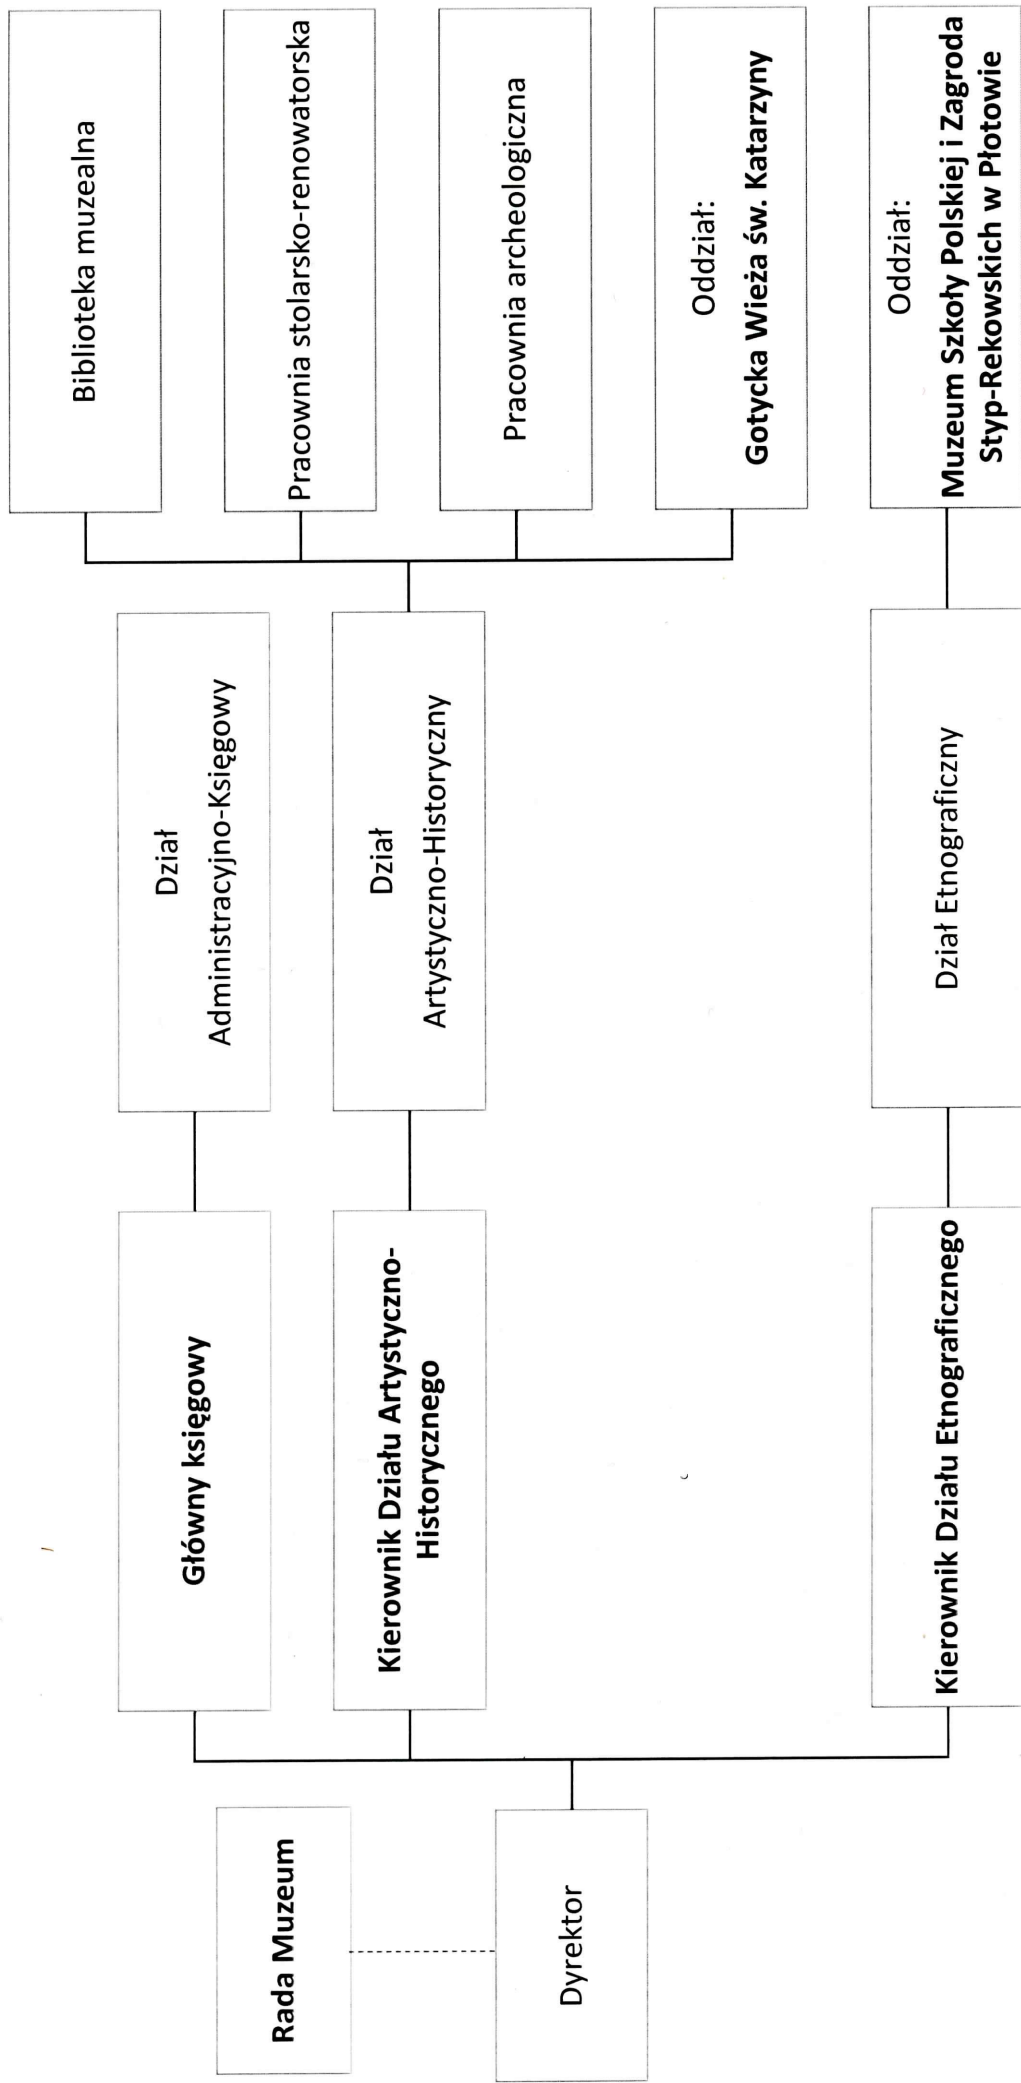 Rada Muzeum
Dyrektor
Główny księgowy
Kierownik Działu Artystyczno-
Historycznego
Kierownik Działu Etnograficznego
Dział
Administracyjno-Księgowy
Dział
Artystyczno-Historyczny
Dział Etnograficzny
Biblioteka muzealna
Pracownia stolarsko-renowatorska
Pracownia archeologiczna
Oddział:
Gotycka Wieża św. Katarzyny
Oddział:
Muzeum Szkoły Polskiej i Zagroda
Styp-Rekowskich w Płotowie